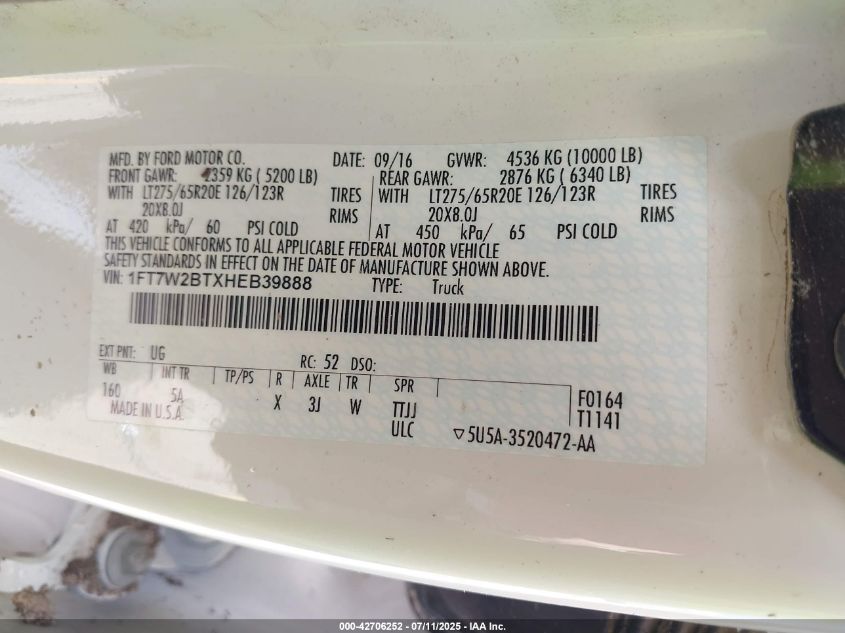 MFD. BY FORD MOTOR CO. DATE: 09/16 GVWR: 4536 KG (10000 LB)
FRONT GAWR: 2359 KG ( 5200 LB) REAR GAWR: 2876 KG ( 6340 LB)
WITH LT275/65R20E 126/123R TIRES WITH LT275/65R20E 126/123R TIRES
20X8.0J RIMS 20X8.0J RIMS
AT 420 kPa/ 60 PSI COLD AT 450 kPa/ 65 PSI COLD
THIS VEHICLE CONFORMS TO ALL APPLICABLE FEDERAL MOTOR VEHICLE
SAFETY STANDARDS IN EFFECT ON THE DATE OF MANUFACTURE SHOWN ABOVE.
VIN: 1FT7W2BTXHEB39888 TYPE: Truck
EXT PNT: UG RC: 52 DSO:
WB INT TR TP/PS R AXLE TR SPR
160 5A X 3J W TTJJ F0164
MADE IN U.S.A. ULC T1141
▽5U5A-3520472-AA
000-42706252 - 07/11/2025 - IAA Inc.